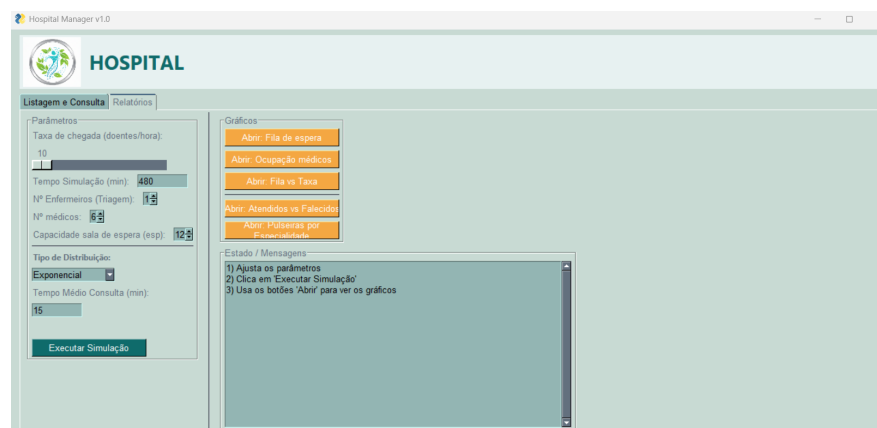 Hospital Manager v1.0
HOSPITAL
Listagem e Consulta
Relatórios
Parâmetros
Taxa de chegada (doentes/hora):
10
Tempo Simulação (min): 480
Nº Enfermeiros (Triagem): 1
Nº médicos: 6
Capacidade sala de espera (esp): 12
Tipo de Distribuição:
Exponencial
Tempo Médio Consulta (min):
15
Executar Simulação
Gráficos
Abrir: Fila de espera
Abrir: Ocupação médicos
Abrir: Fila vs Taxa
Abrir: Atendidos vs Falecidos
Abrir: Pulseiras por
Especialidade
Estado / Mensagens
1) Ajusta os parâmetros
2) Clica em 'Executar Simulação'
3) Usa os botões 'Abrir' para ver os gráficos